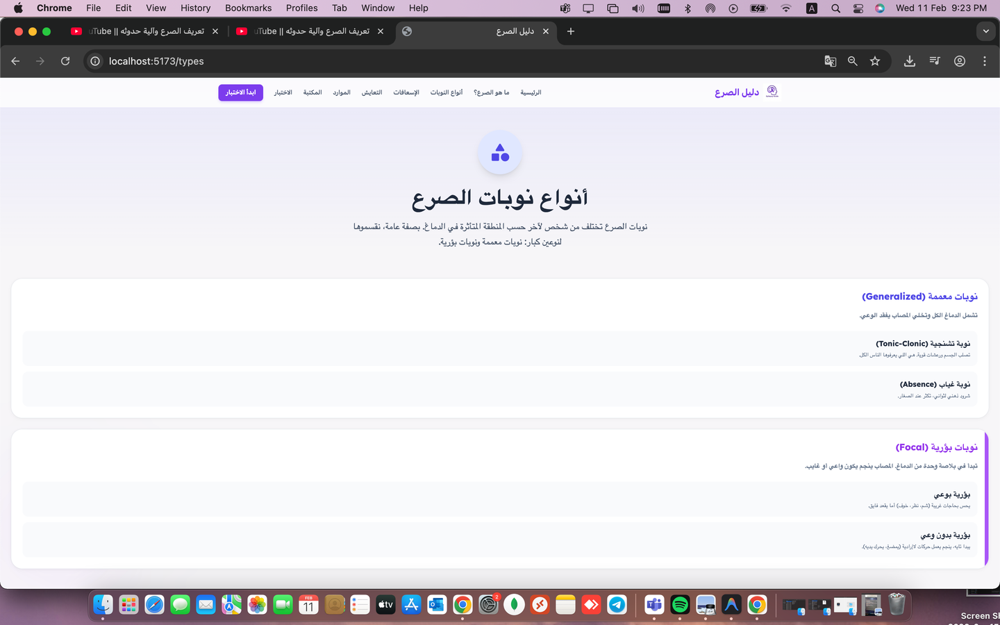 Chrome File Edit View History Bookmarks Profiles Tab Window Help
A
Wed 11 Feb 9:23 PM
تعريف الصرع وآلية حدوثه || uTube
تعريف الصرع وآلية حدوثه || uTube
دليل الصرع
localhost:5173/types
دليل الصرع
الرئيسية
ما هو الصرع؟
أنواع النوبات
الإسعافات
التعايش
الموارد
المكتبة
الاختبار
ابدأ الاختبار
أنواع نوبات الصرع
نوبات الصرع تختلف من شخص لآخر حسب المنطقة المتأثرة في الدماغ. بصفة عامة، نقسموها
لنوعين كبار: نوبات معممة ونوبات بؤرية.
نوبات معممة (Generalized)
تشمل الدماغ الكل وتخلي المصاب يفقد الوعي.
نوبة تشنجية (Tonic-Clonic)
تصلب الجسم ورعشات قوية. هي اللي يعرفوها الناس الكل.
نوبة غياب (Absence)
شرود ذهني لثواني، تكثر عند الصغار.
نوبات بؤرية (Focal)
تبدا في بلاصة وحدة من الدماغ. المصاب ينجم يكون واعي او غايب.
بؤرية بوعي
يحس بحاجات غريبة (شم، نظر، خوف) أما يقعد فايق.
بؤرية بدون وعي
يبدا تايه، ينجم يعمل حركات لاإرادية (يمضغ، يحرك يديه).
FEB
11
tv
2
Screen Sh